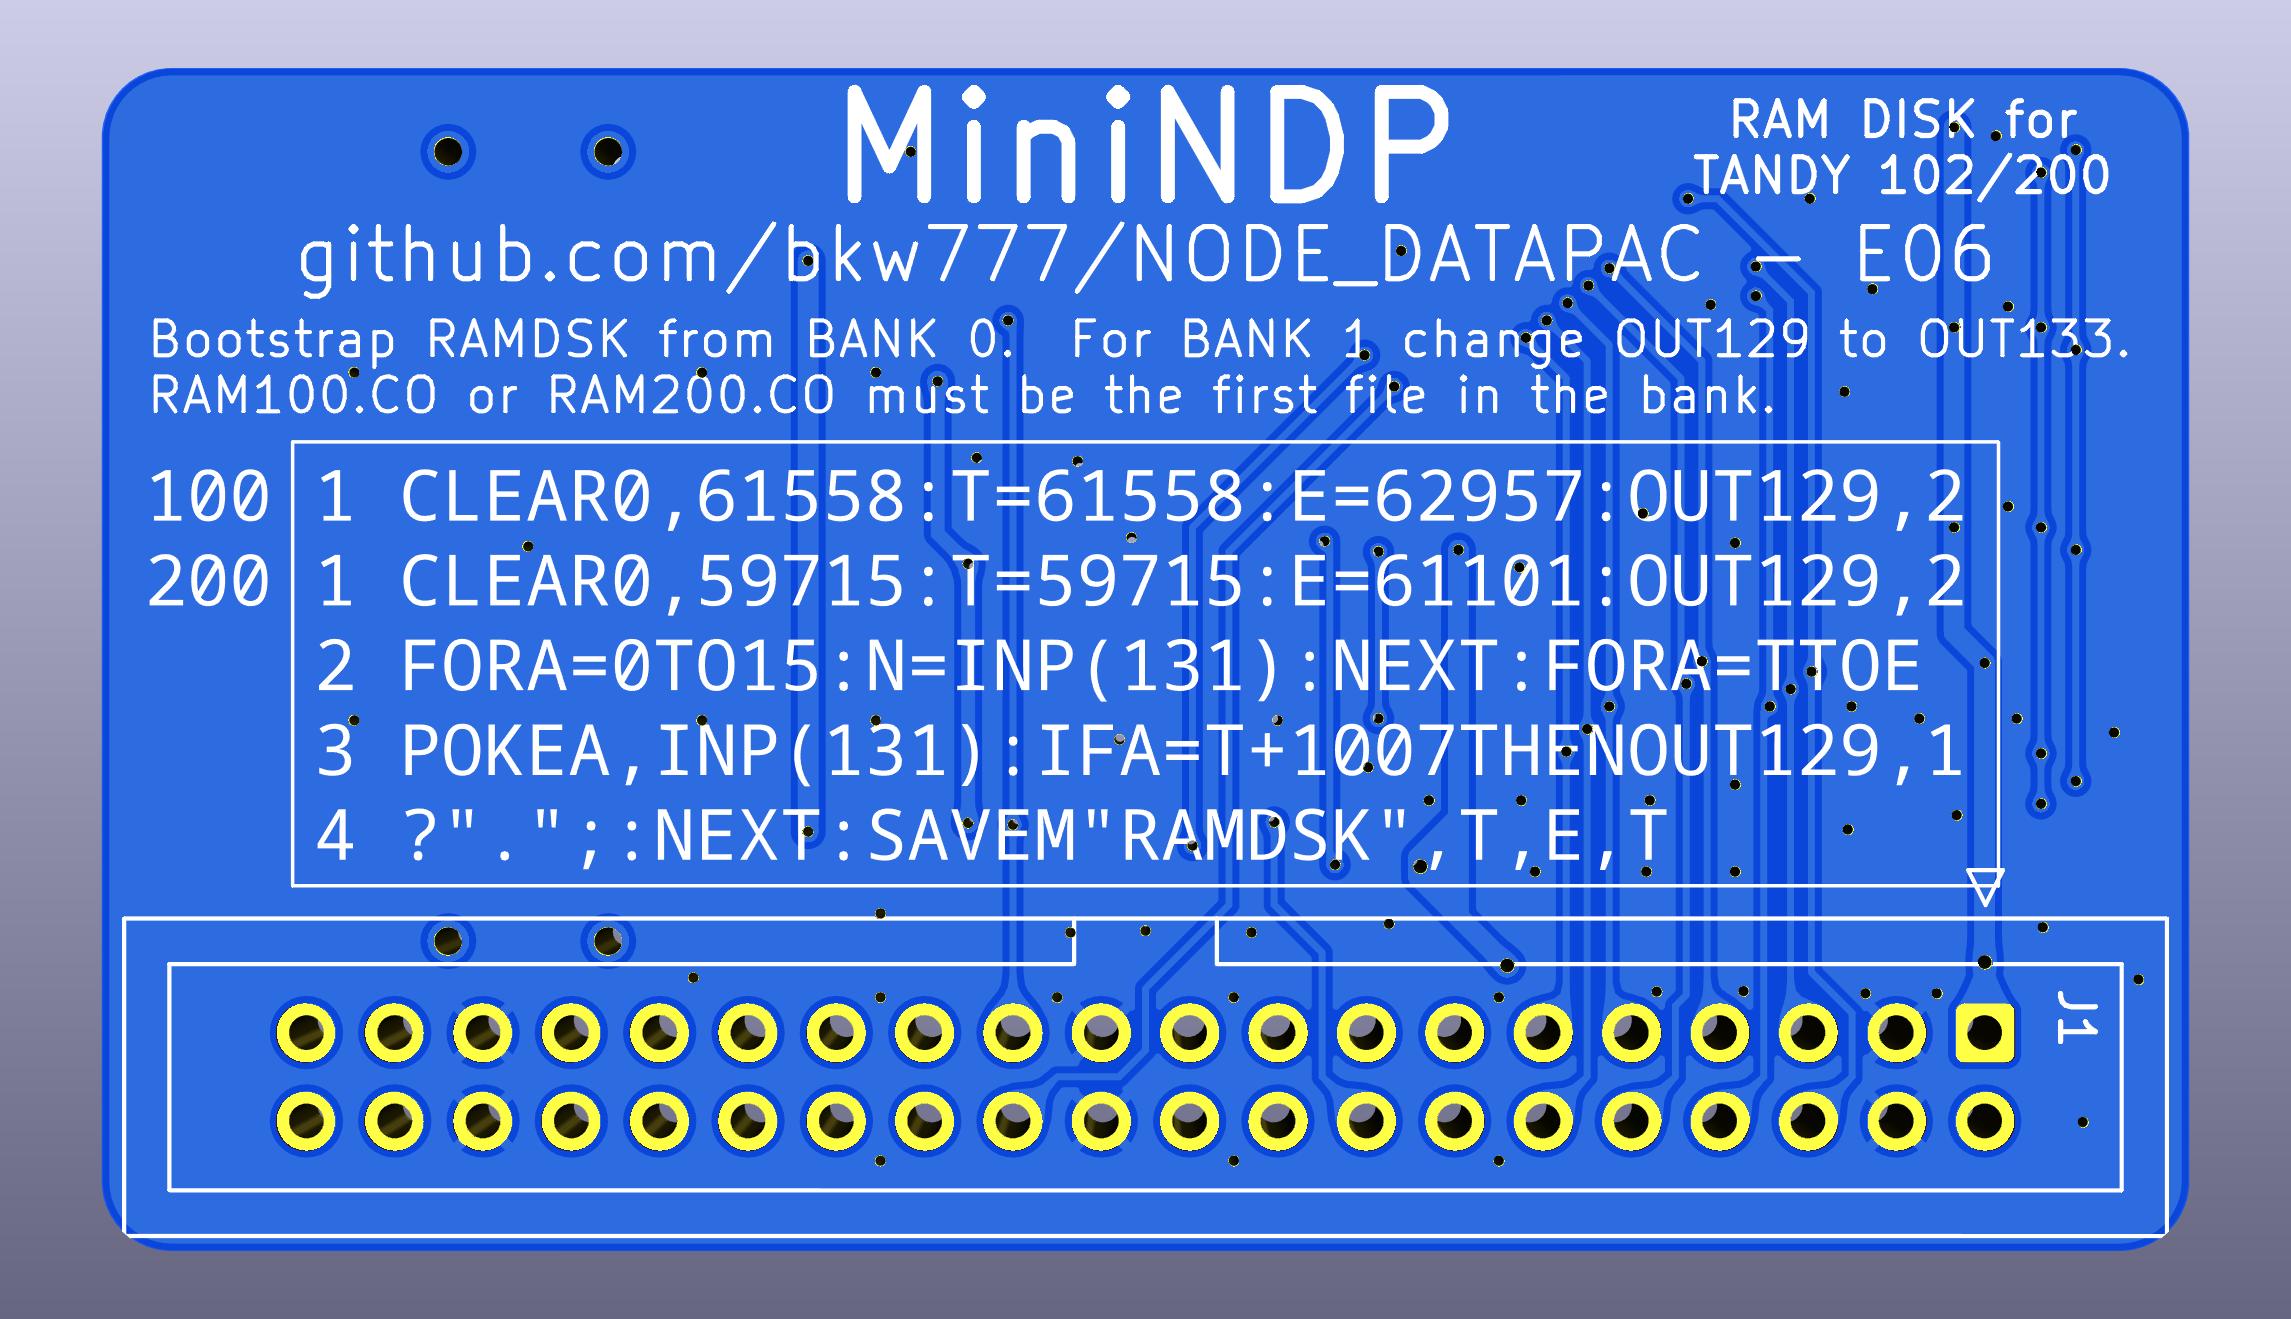 MiniNDP
RAM DISK for
TANDY 102/200
github.com/bkw777/NODE_DATAPAC – E06
Bootstrap RAMDSK from BANK 0.  For BANK 1 change OUT129 to OUT133.
RAM100.CO or RAM200.CO must be the first file in the bank.
100 1 CLEAR0,61558:T=61558:E=62957:OUT129,2
200 1 CLEAR0,59715:T=59715:E=61101:OUT129,2
2 FORA=0TO15:N=INP(131):NEXT:FORA=TTOE
3 POKEA,INP(131):IFA=T+1007THENOUT129,1
4 ?". ";:NEXT:SAVEM"RAMDSK",T,E,T
J1